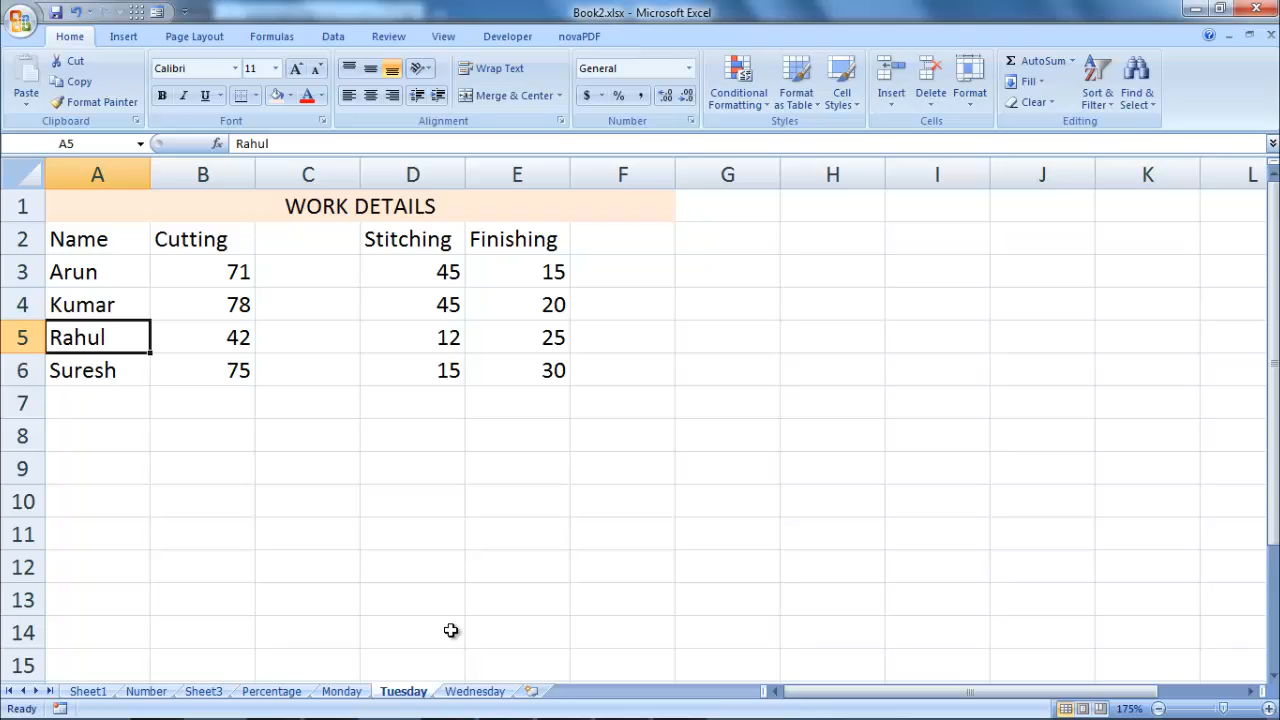 Book2.xlsx - Microsoft Excel
Home Insert Page Layout Formulas Data Review View Developer novaPDF
Paste Cut Calibri 11 Wrap Text General Conditional Formatting Format as Table Cell Styles Insert Delete Format AutoSum Sort & Filter Find & Select
Copy Fill
Format Painter B I U A Merge & Center $ % , Clear
Clipboard Font Alignment Number Styles Cells Editing
A5 fx Rahul
A B C D E F G H I J K L
1 WORK DETAILS
2 Name Cutting Stitching Finishing
3 Arun 71 45 15
4 Kumar 78 45 20
5 Rahul 42 12 25
6 Suresh 75 15 30
7
8
9
10
11
12
13
14
15
Sheet1 Number Sheet3 Percentage Monday Tuesday Wednesday
Ready 175%